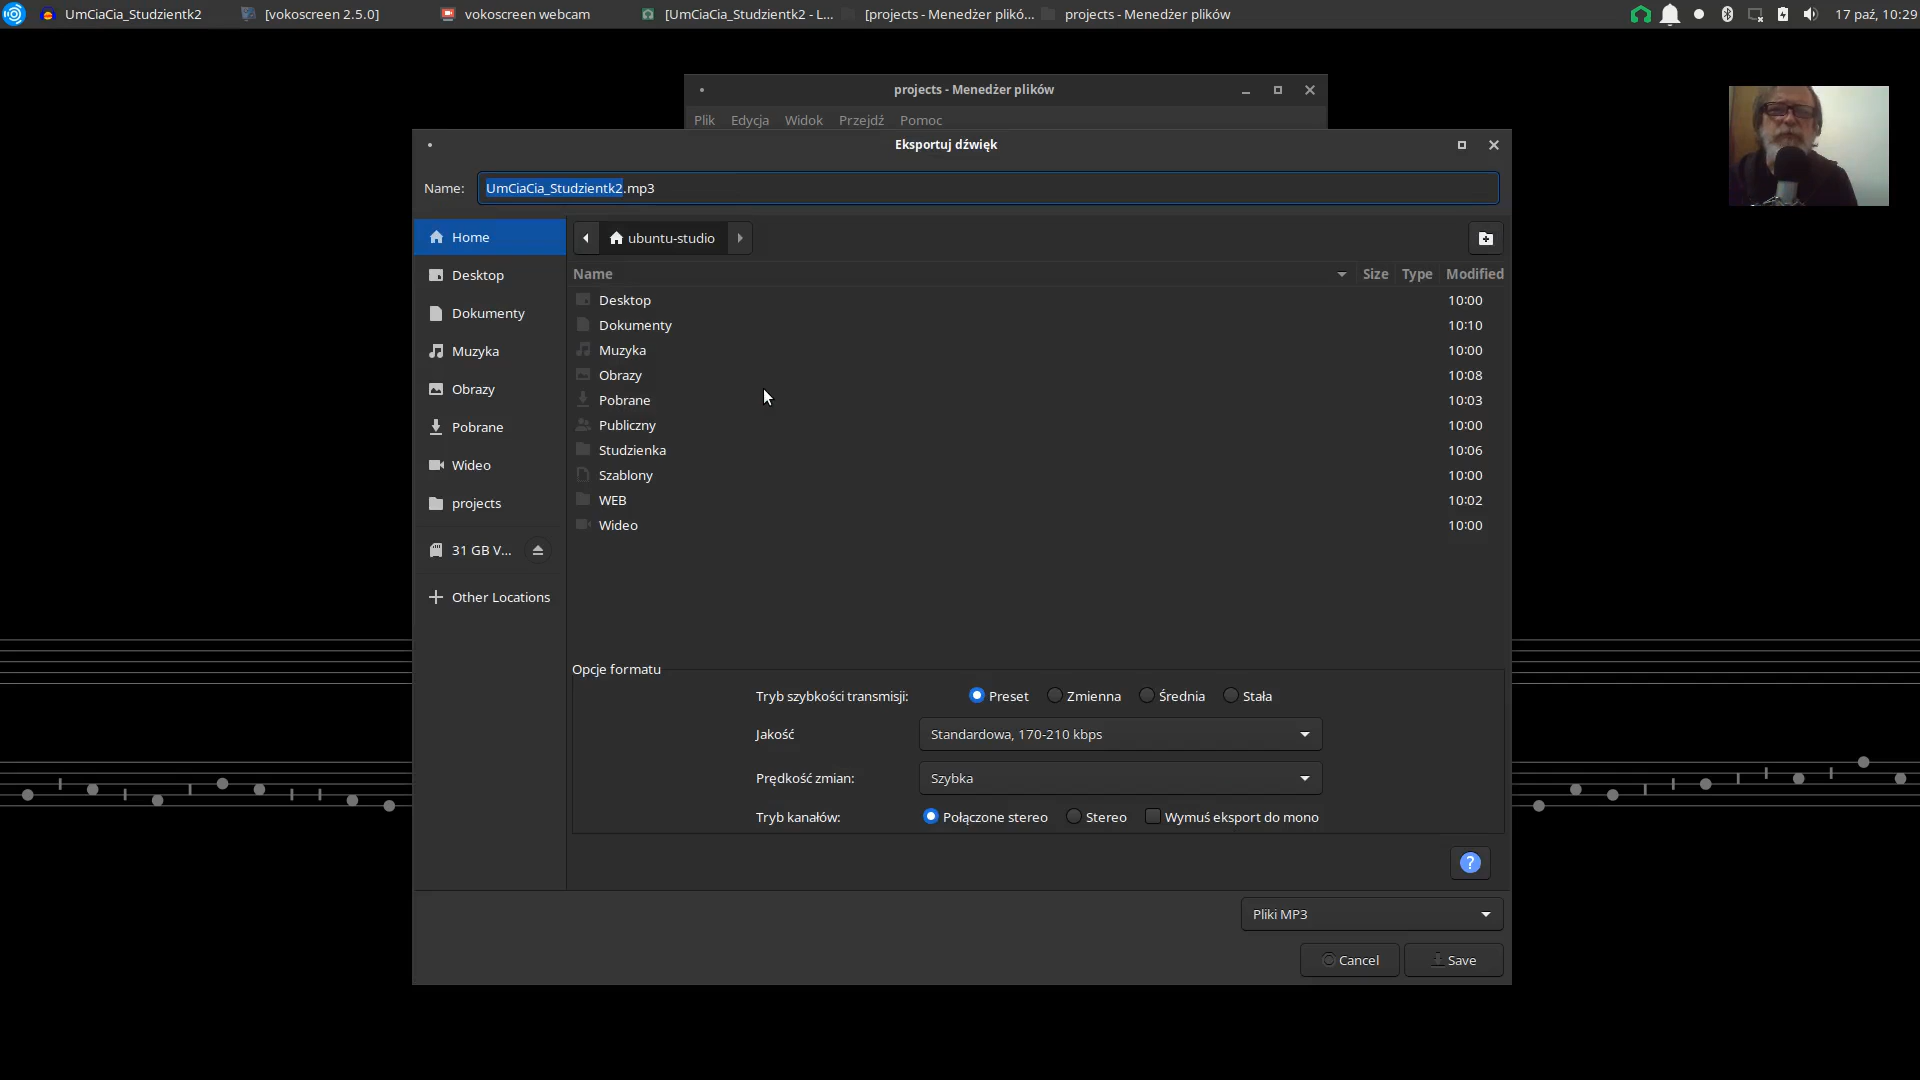 UmCiaCia_Studzientk2 [vokoscreen 2.5.0] vokoscreen webcam [UmCiaCia_Studzientk2 - L... [projects - Menedżer plikó... projects - Menedżer plików 17 paź, 10:29
projects - Menedżer plików
Plik Edycja Widok Przejdź Pomoc
Eksportuj dźwięk
Name: UmCiaCia_Studzientk2.mp3
Home
Desktop
Dokumenty
Muzyka
Obrazy
Pobrane
Wideo
projects
31 GB V...
Other Locations
ubuntu-studio
Name Size Type Modified
Desktop 10:00
Dokumenty 10:10
Muzyka 10:00
Obrazy 10:08
Pobrane 10:03
Publiczny 10:00
Studzienka 10:06
Szablony 10:00
WEB 10:02
Wideo 10:00
Opcje formatu
Tryb szybkości transmisji: Preset Zmienna Średnia Stała
Jakość Standardowa, 170-210 kbps
Prędkość zmian: Szybka
Tryb kanałów: Połączone stereo Stereo Wymuś eksport do mono
?
Pliki MP3
Cancel Save